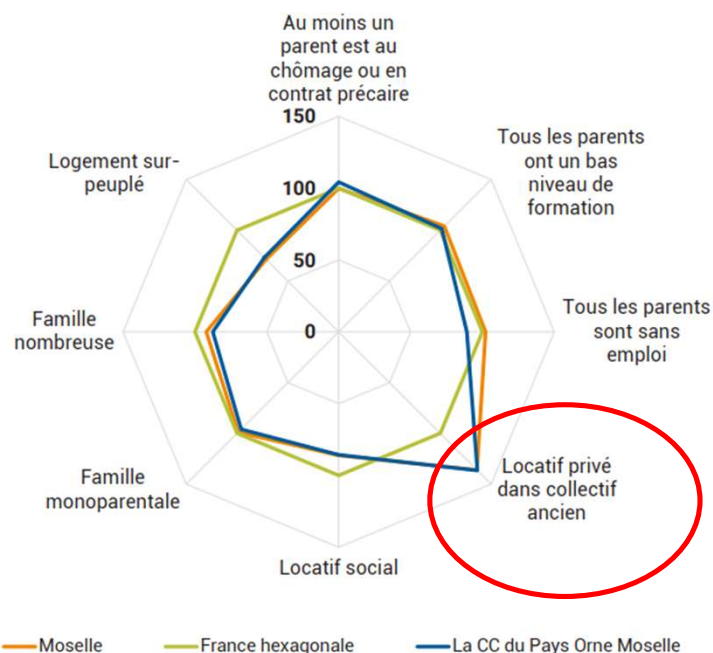 Au moins un
parent est au
chômage ou en
contrat précaire
150
Tous les parents
ont un bas
niveau de
formation
Logement sur-
peuplé
100
50
Famille
nombreuse
0
Tous les parents
sont sans
emploi
Locatif privé
dans collectif
ancien
Famille
monoparentale
Locatif social
Moselle
France hexagonale
La CC du Pays Orne Moselle